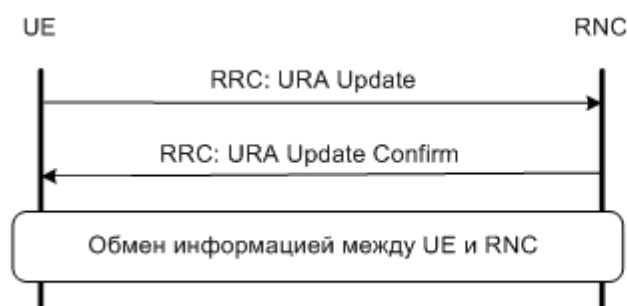 UE
RNC
RRC: URA Update
RRC: URA Update Confirm
Обмен информацией между UE и RNC